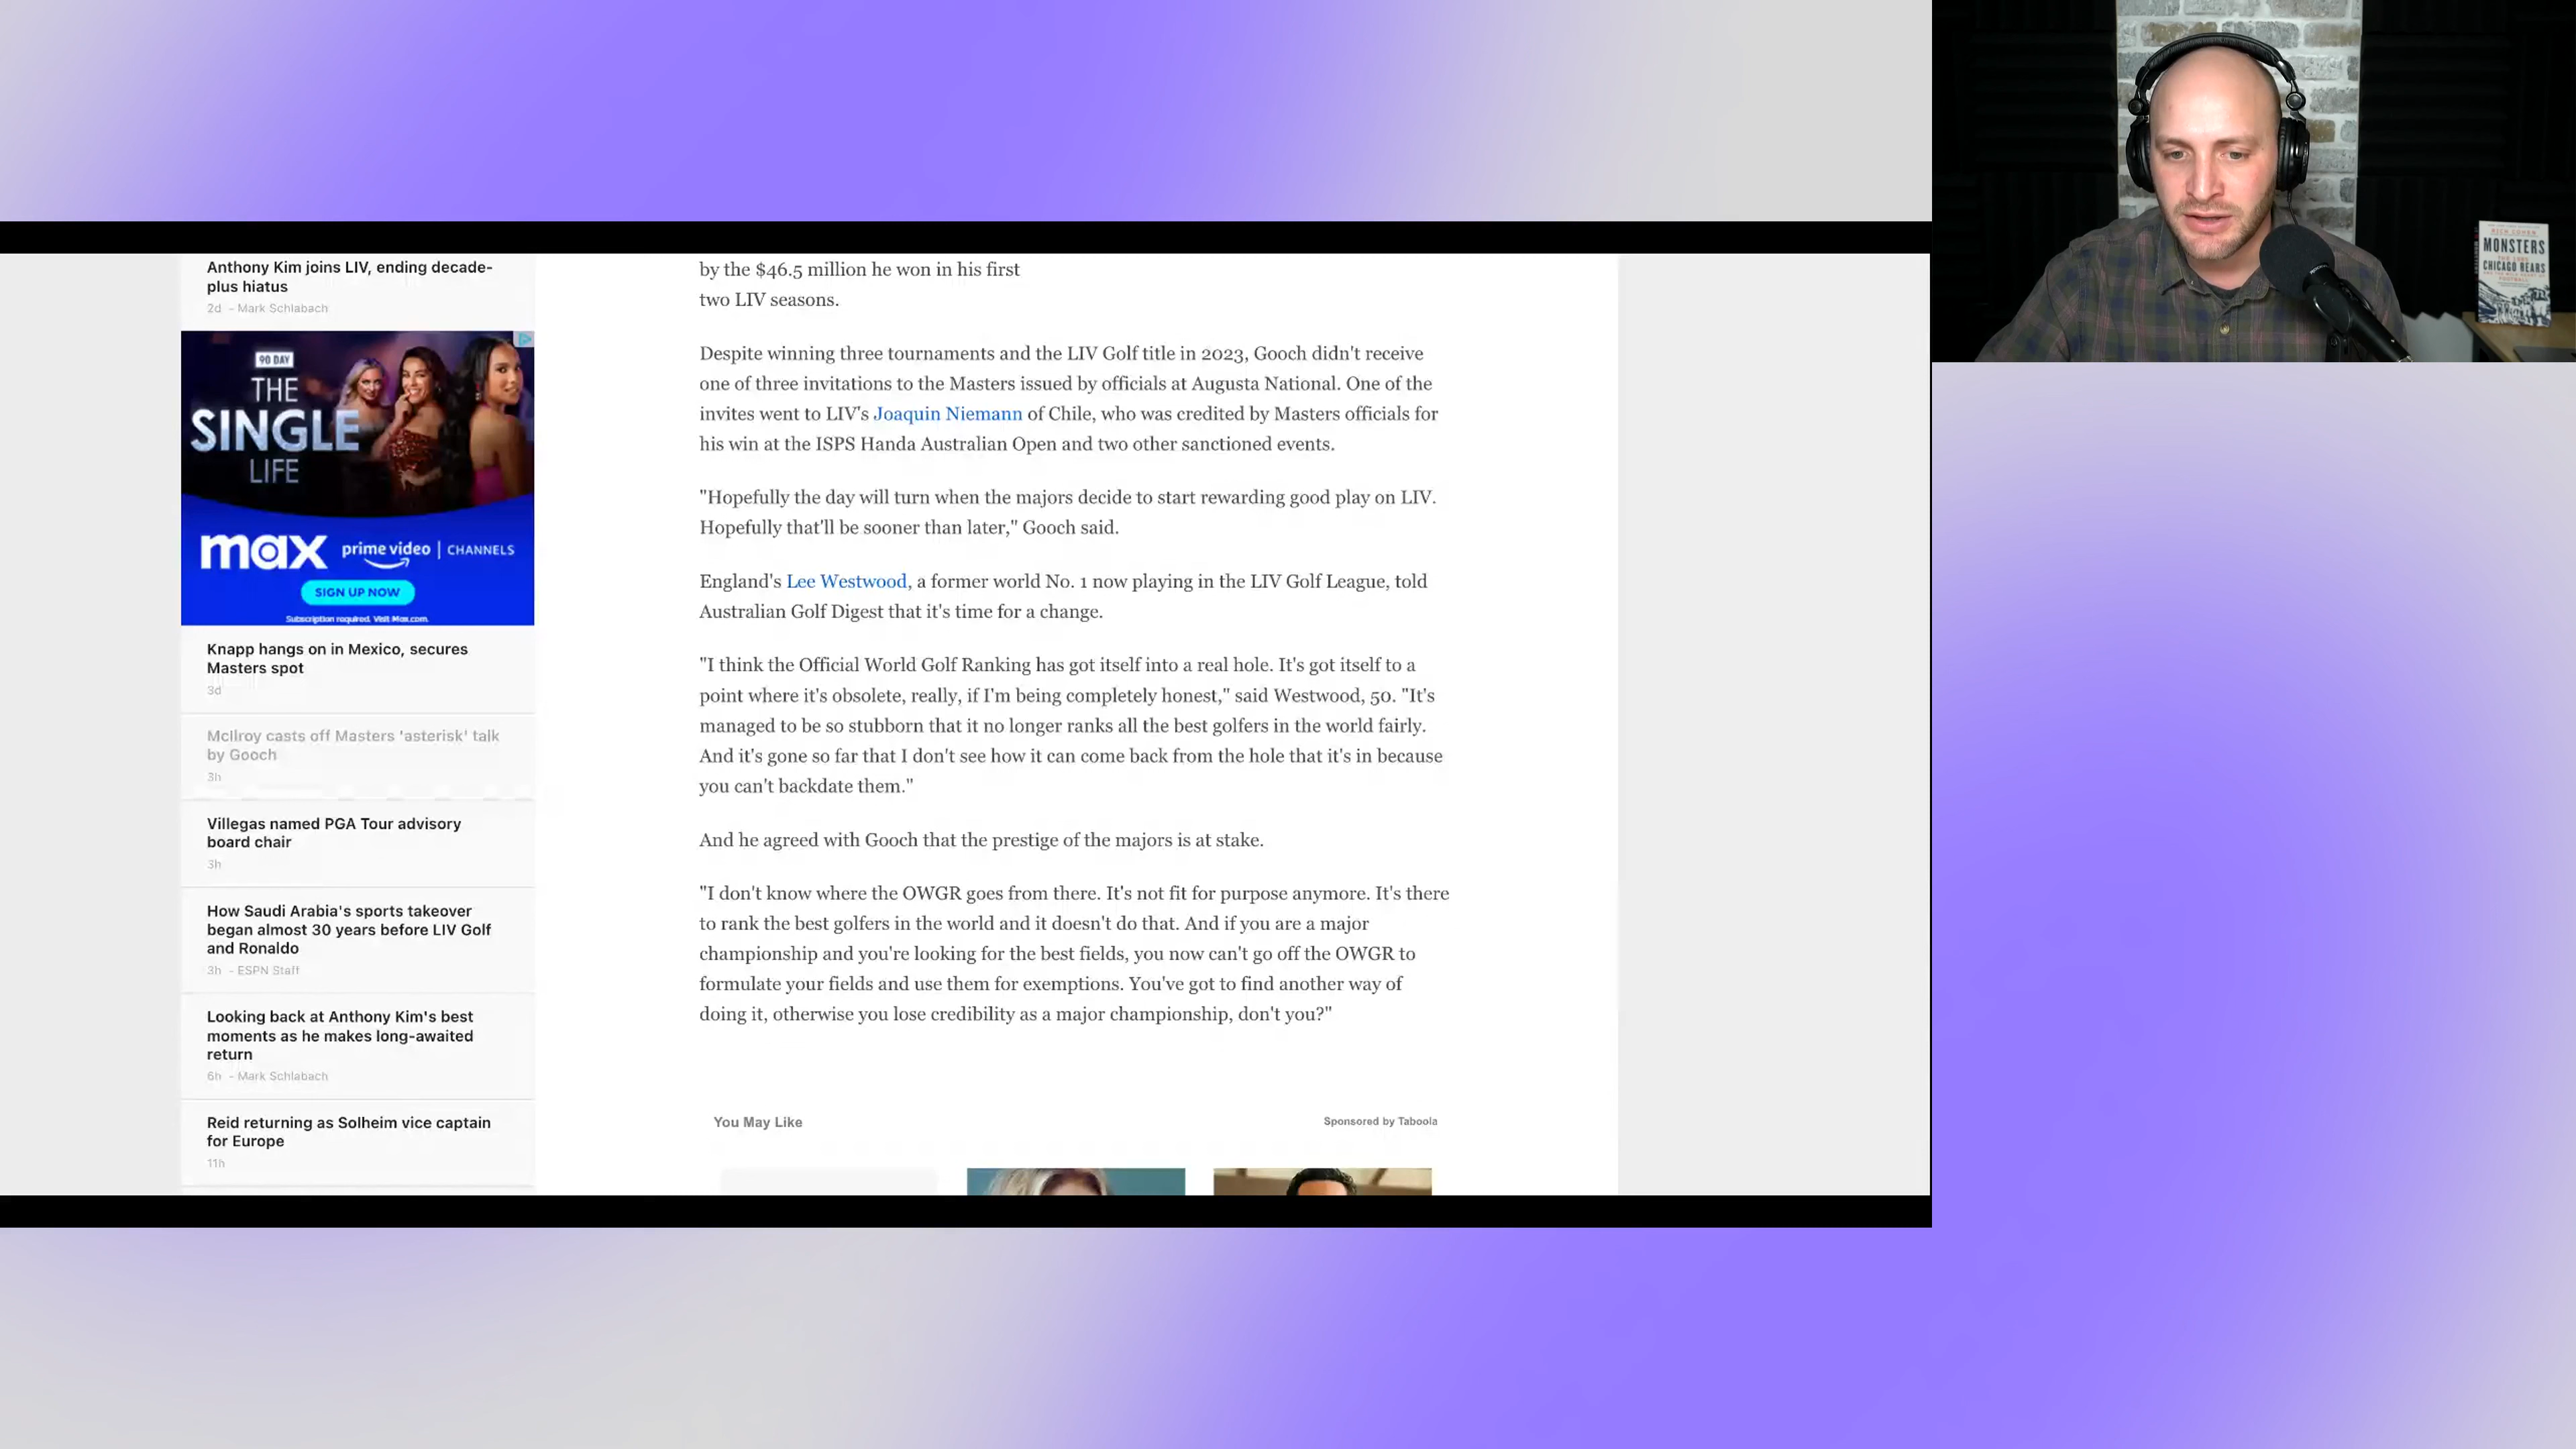 Anthony Kim joins LIV, ending decade-
plus hiatus
2d - Mark Schlabach
90 DAY
THE
SINGLE
LIFE
max prime video | CHANNELS
SIGN UP NOW
Subscription required. Visit Max.com.
Knapp hangs on in Mexico, secures
Masters spot
3d
McIlroy casts off Masters 'asterisk' talk
by Gooch
3h
Villegas named PGA Tour advisory
board chair
3h
How Saudi Arabia's sports takeover
began almost 30 years before LIV Golf
and Ronaldo
3h - ESPN Staff
Looking back at Anthony Kim's best
moments as he makes long-awaited
return
6h - Mark Schlabach
Reid returning as Solheim vice captain
for Europe
11h
by the $46.5 million he won in his first
two LIV seasons.
Despite winning three tournaments and the LIV Golf title in 2023, Gooch didn't receive
one of three invitations to the Masters issued by officials at Augusta National. One of the
invites went to LIV's Joaquin Niemann of Chile, who was credited by Masters officials for
his win at the ISPS Handa Australian Open and two other sanctioned events.
"Hopefully the day will turn when the majors decide to start rewarding good play on LIV.
Hopefully that'll be sooner than later," Gooch said.
England's Lee Westwood, a former world No. 1 now playing in the LIV Golf League, told
Australian Golf Digest that it's time for a change.
"I think the Official World Golf Ranking has got itself into a real hole. It's got itself to a
point where it's obsolete, really, if I'm being completely honest," said Westwood, 50. "It's
managed to be so stubborn that it no longer ranks all the best golfers in the world fairly.
And it's gone so far that I don't see how it can come back from the hole that it's in because
you can't backdate them."
And he agreed with Gooch that the prestige of the majors is at stake.
"I don't know where the OWGR goes from there. It's not fit for purpose anymore. It's there
to rank the best golfers in the world and it doesn't do that. And if you are a major
championship and you're looking for the best fields, you now can't go off the OWGR to
formulate your fields and use them for exemptions. You've got to find another way of
doing it, otherwise you lose credibility as a major championship, don't you?"
You May Like
Sponsored by Taboola
RICH COHEN
MONSTERS
CHICAGO BEARS